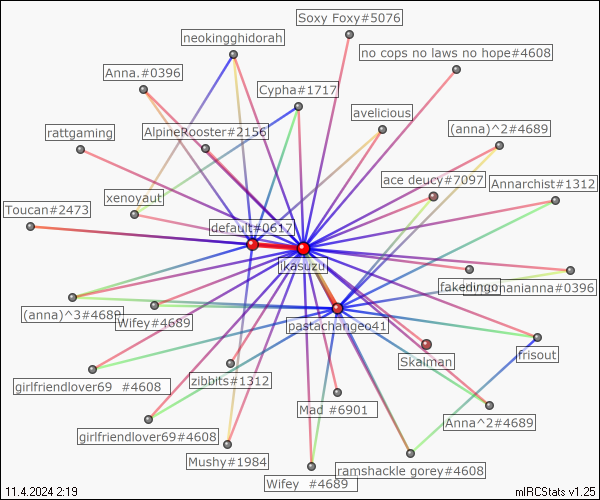 Soxy Foxy#5076
neokingghidorah
no cops no laws no hope#4608
Anna.#0396
Cypha#1717
avelicious
rattgaming
AlpineRooster#2156
(anna)^2#4689
ace deucy#7097
Annarchist#1312
xenoyaut
Toucan#2473
default#0617
ikasuzu
fakedingo
nanianna#0396
(anna)^3#4689
Wifey#4689
pastachangeo41
frisout
Skalman
girlfriendlover69 #4608
zibbits#1312
Mad #6901
Anna^2#4689
girlfriendlover69#4608
Mushy#1984
ramshackle gorey#4608
Wifey #4689
11.4.2024 2:19
mIRCStats v1.25